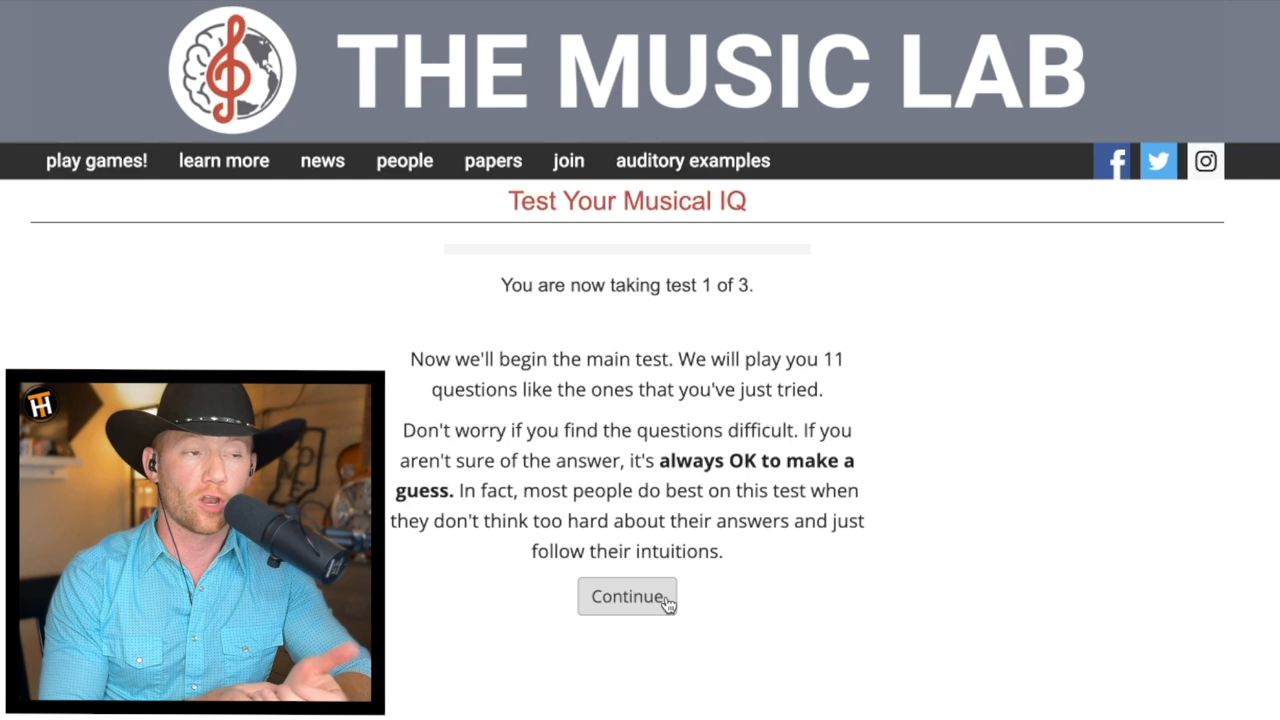 THE MUSIC LAB
play games! learn more news people papers join auditory examples
Test Your Musical IQ
You are now taking test 1 of 3.
Now we'll begin the main test. We will play you 11
questions like the ones that you've just tried.
Don't worry if you find the questions difficult. If you
aren't sure of the answer, it's always OK to make a
guess. In fact, most people do best on this test when
they don't think too hard about their answers and just
follow their intuitions.
Continue
TH